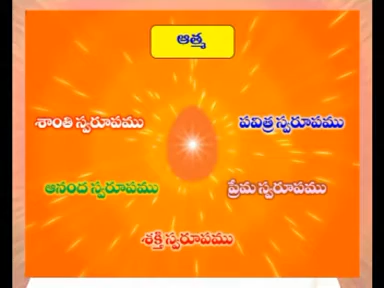 ఆత్మ
శాంతి స్వరూపము
పవిత్ర స్వరూపము
ఆనంద స్వరూపము
ప్రేమ స్వరూపము
శక్తి స్వరూపము